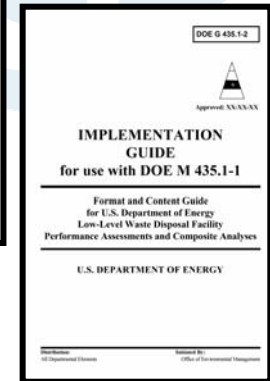 DOE G 435.1-2
Approved: XX-XX-XX
IMPLEMENTATION
GUIDE
for use with DOE M 435.1-1
Format and Content Guide
for U.S. Department of Energy
Low-Level Waste Disposal Facility
Performance Assessments and Composite Analyses
U.S. DEPARTMENT OF ENERGY
Distribution:
All Departmental Elements
Initiated By:
Office of Environmental Management